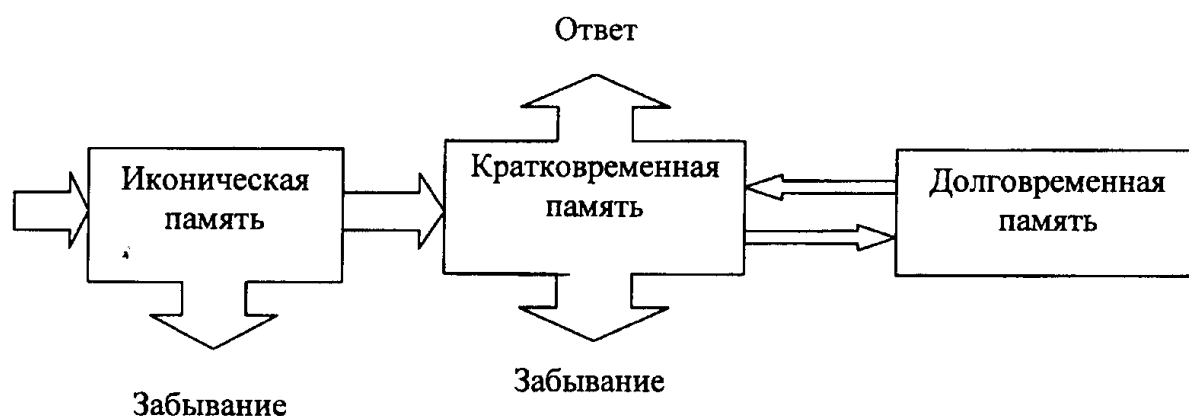 Ответ
Иконическая
память
Кратковременная
память
Долговременная
память
Забывание
Забывание